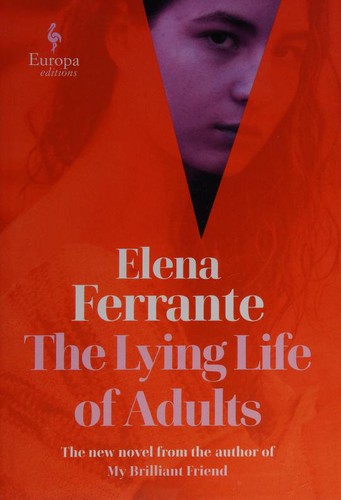 Europa
editions
Elena
Ferrante
The Lying Life
of Adults
The new novel from the author of
My Brilliant Friend